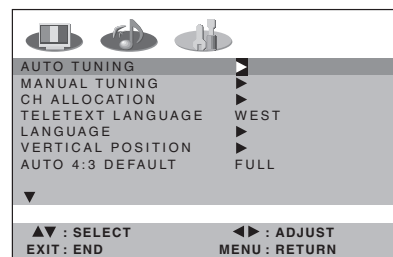 AUTO TUNING ▶
MANUAL TUNING ▶
CH ALLOCATION ▶
TELETEXT LANGUAGE WEST
LANGUAGE ▶
VERTICAL POSITION ▶
AUTO 4:3 DEFAULT FULL
▼
▲▼ : SELECT ◀▶ : ADJUST
EXIT : END MENU : RETURN